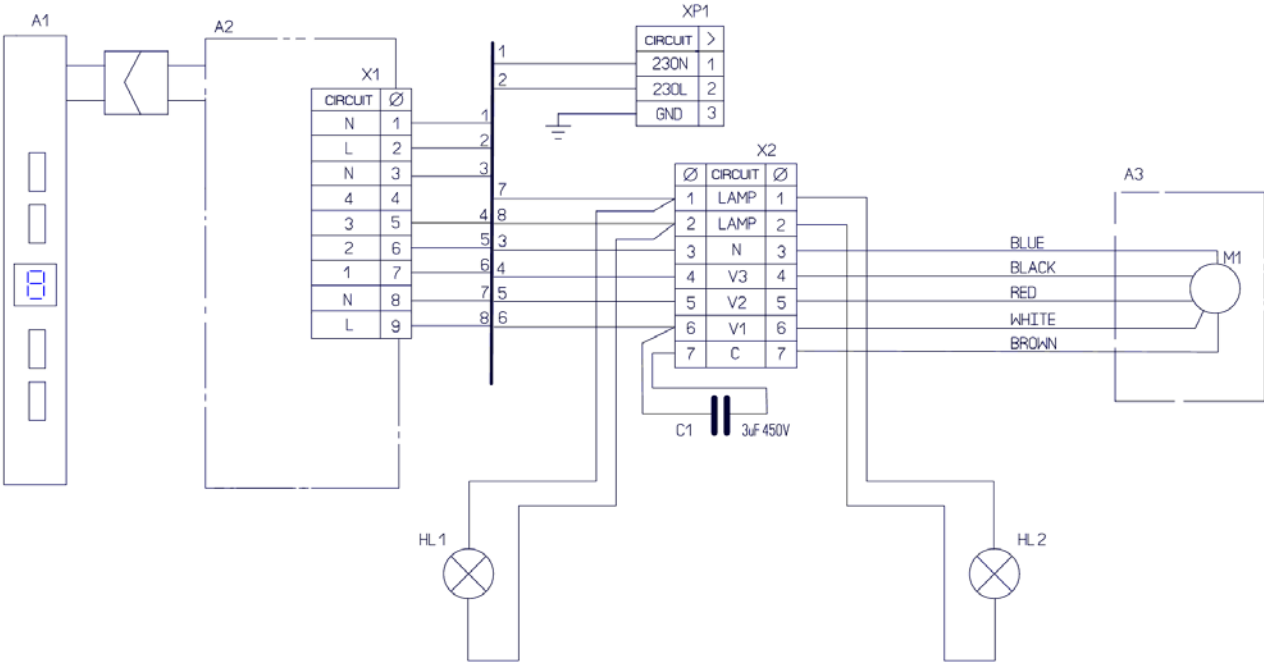 A1
A2
X1
CIRCUIT Ø
N 1
L 2
N 3
4 4
3 5
2 6
1 7
N 8
L 9
1
2
3
4
5
6
7
8
1
2
7
8
3
4
5
6
XP1
CIRCUIT >
230N 1
230L 2
GND 3
X2
Ø CIRCUIT Ø
1 LAMP 1
2 LAMP 2
3 N 3
4 V3 4
5 V2 5
6 V1 6
7 C 7
C1 3uF 450V
A3
BLUE
BLACK
RED
WHITE
BROWN
M1
HL1
HL2
8